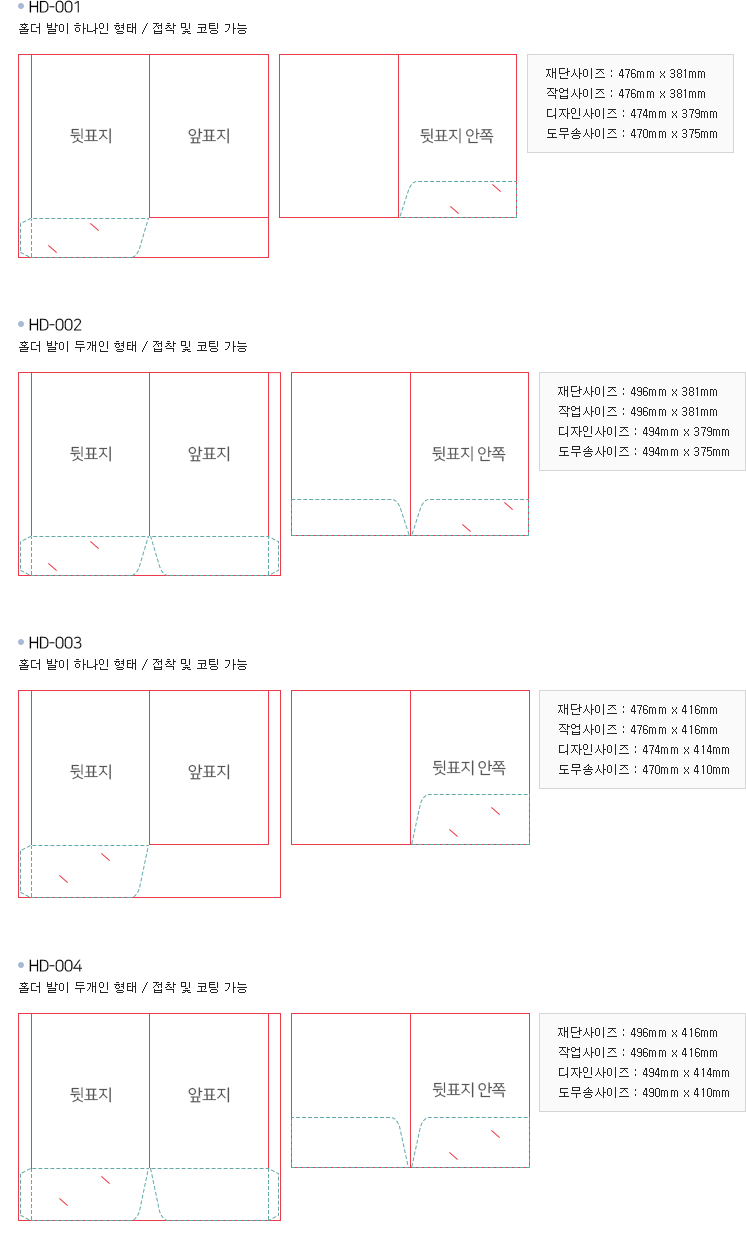 HD-001
홀더 발이 하나인 형태 / 접착 및 코팅 가능
뒷표지 앞표지 뒷표지 안쪽
재단사이즈 : 476mm x 381mm
작업사이즈 : 476mm x 381mm
디자인사이즈 : 474mm x 379mm
도무송사이즈 : 470mm x 375mm
HD-002
홀더 발이 두개인 형태 / 접착 및 코팅 가능
뒷표지 앞표지 뒷표지 안쪽
재단사이즈 : 496mm x 381mm
작업사이즈 : 496mm x 381mm
디자인사이즈 : 494mm x 379mm
도무송사이즈 : 494mm x 375mm
HD-003
홀더 발이 하나인 형태 / 접착 및 코팅 가능
뒷표지 앞표지 뒷표지 안쪽
재단사이즈 : 476mm x 416mm
작업사이즈 : 476mm x 416mm
디자인사이즈 : 474mm x 414mm
도무송사이즈 : 470mm x 410mm
HD-004
홀더 발이 두개인 형태 / 접착 및 코팅 가능
뒷표지 앞표지 뒷표지 안쪽
재단사이즈 : 496mm x 416mm
작업사이즈 : 496mm x 416mm
디자인사이즈 : 494mm x 414mm
도무송사이즈 : 490mm x 410mm